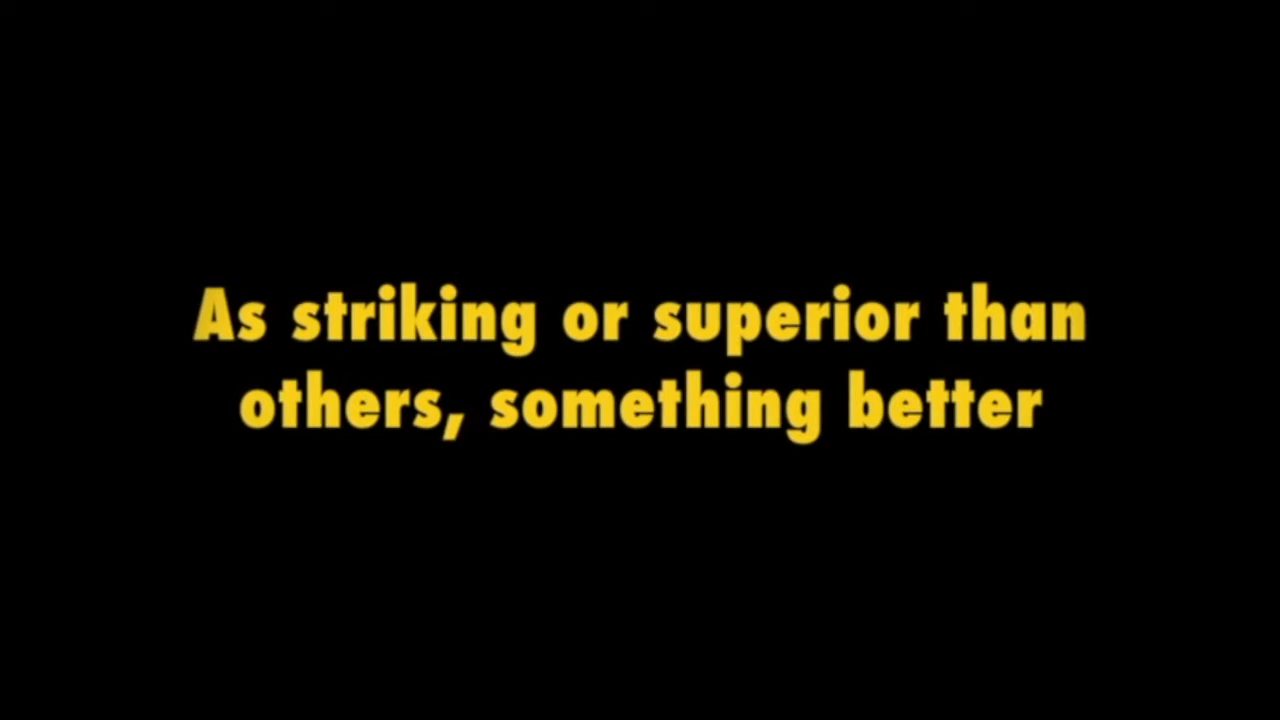 As striking or superior than
others, something better